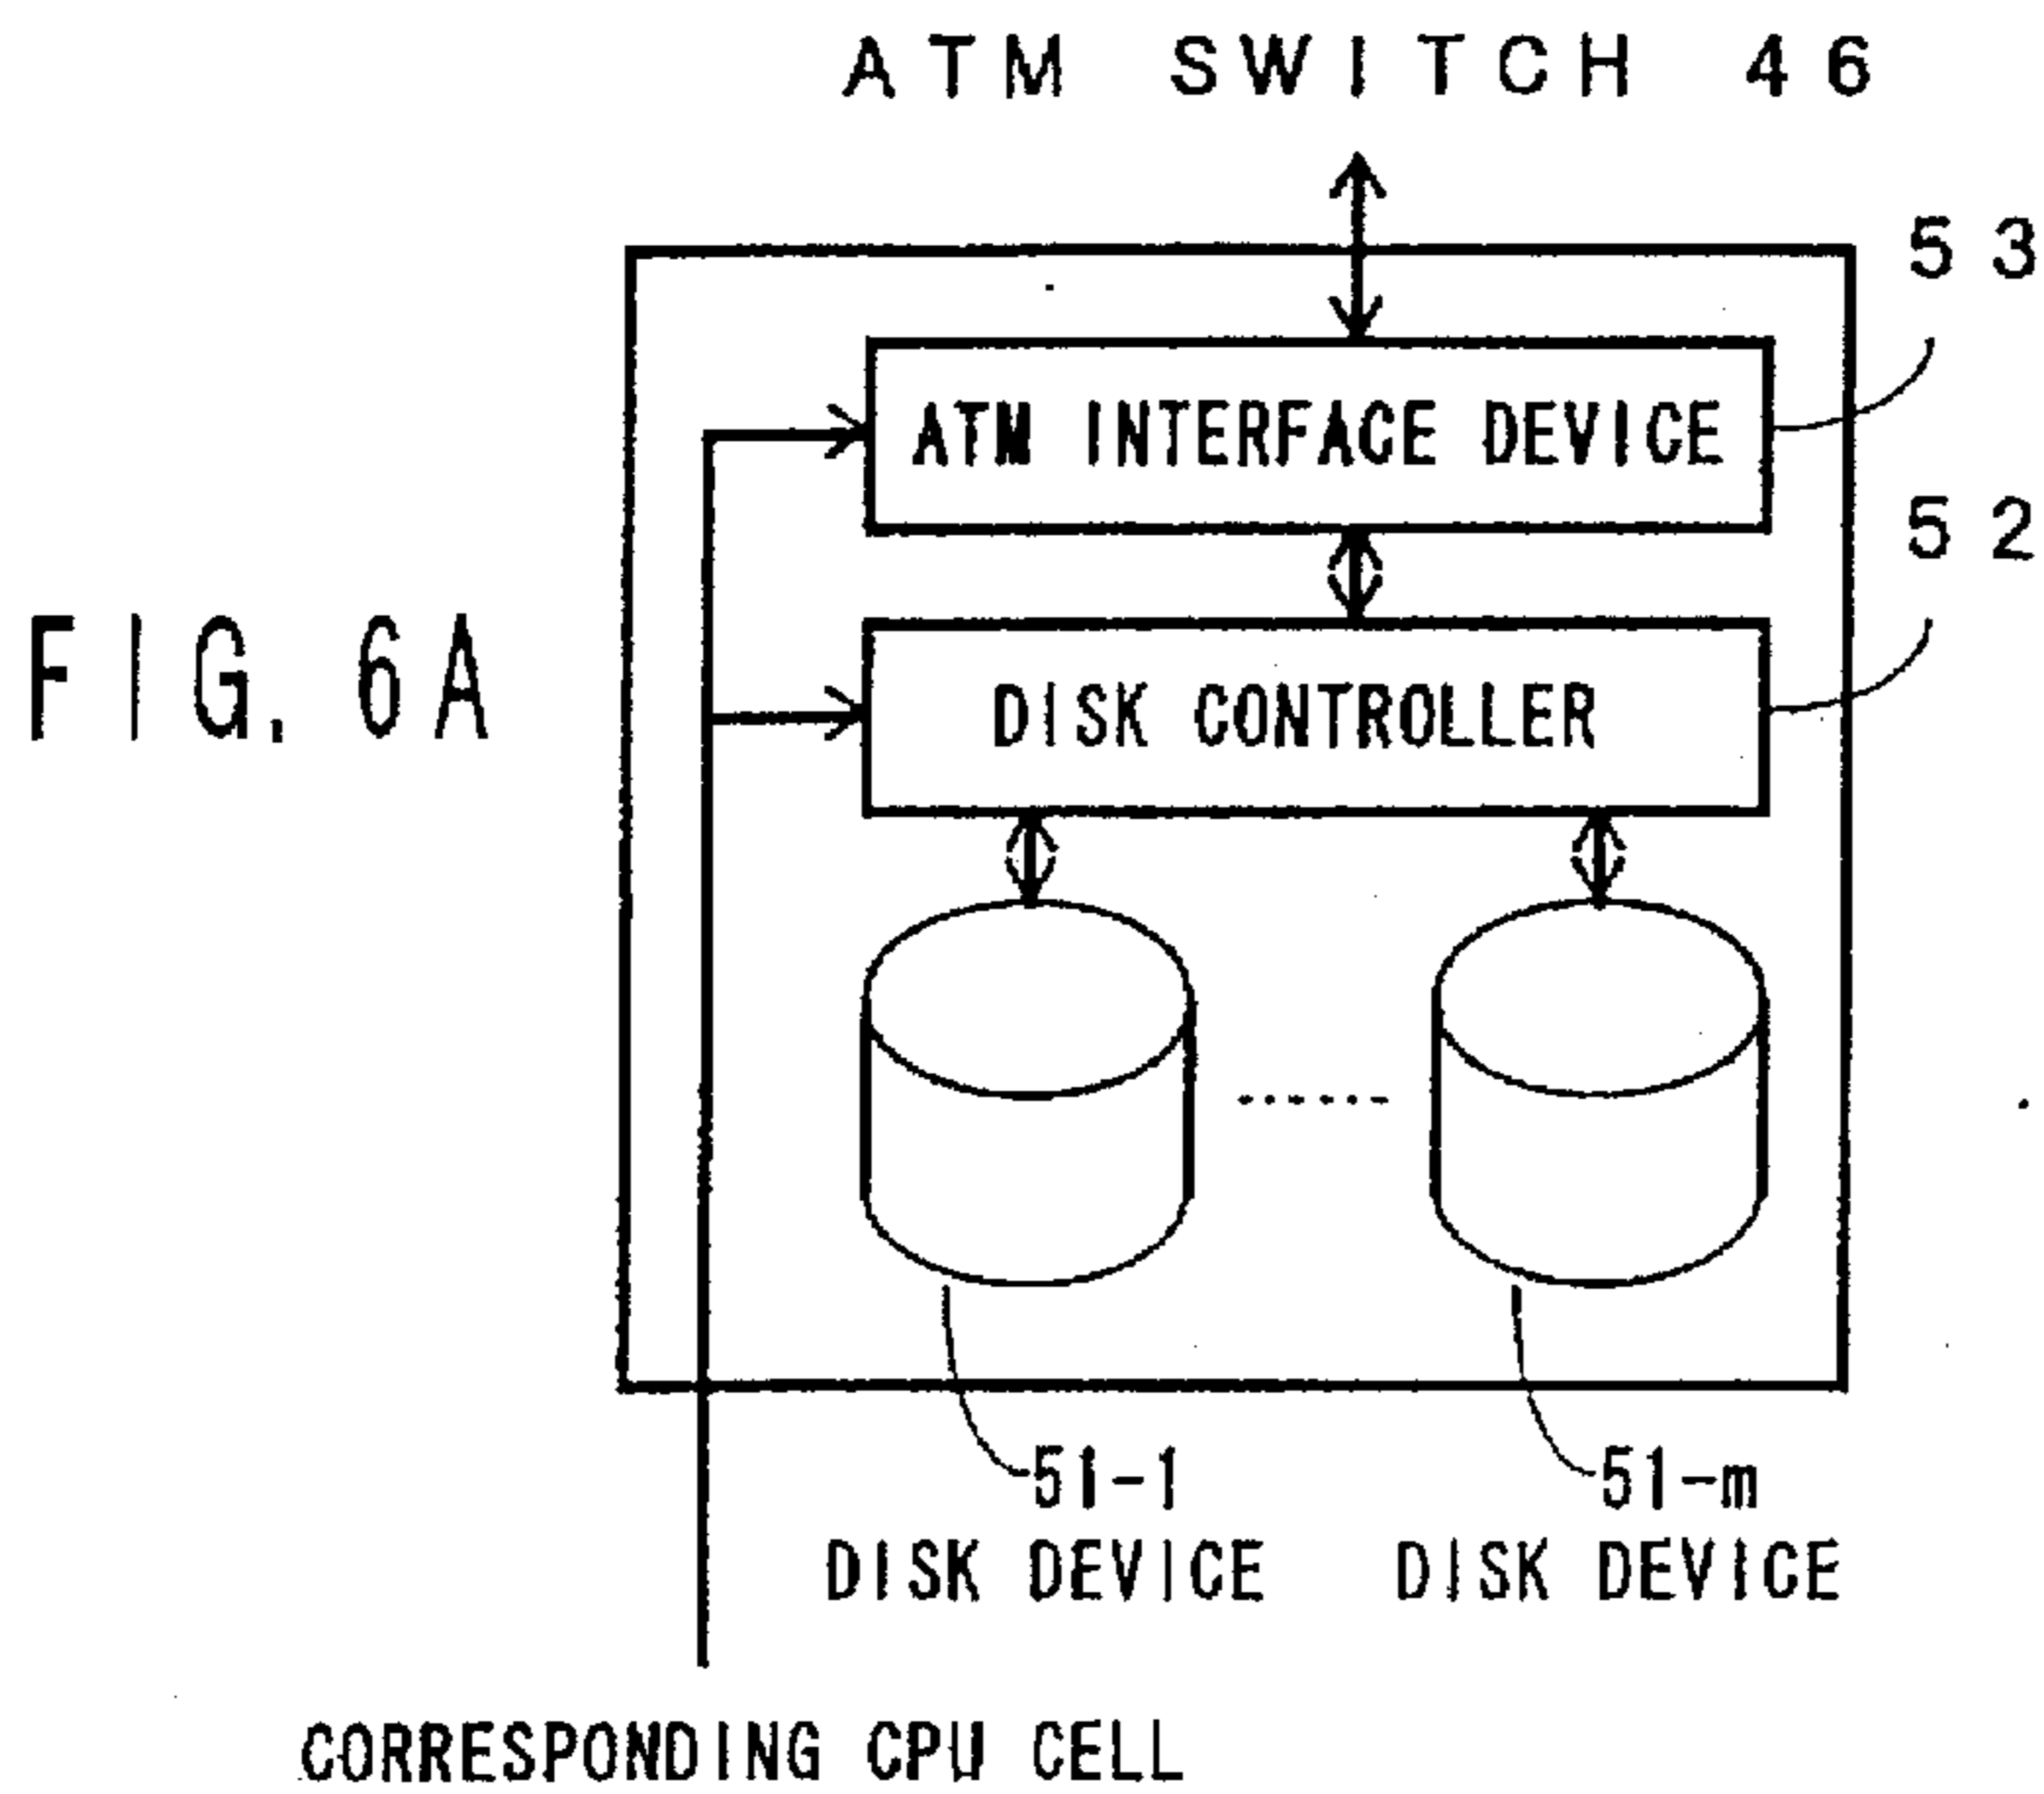 ATM SWITCH 46
53
ATM INTERFACE DEVICE
52
FIG. 6A
DISK CONTROLLER
51-1
51-m
DISK DEVICE
DISK DEVICE
CORRESPONDING CPU CELL